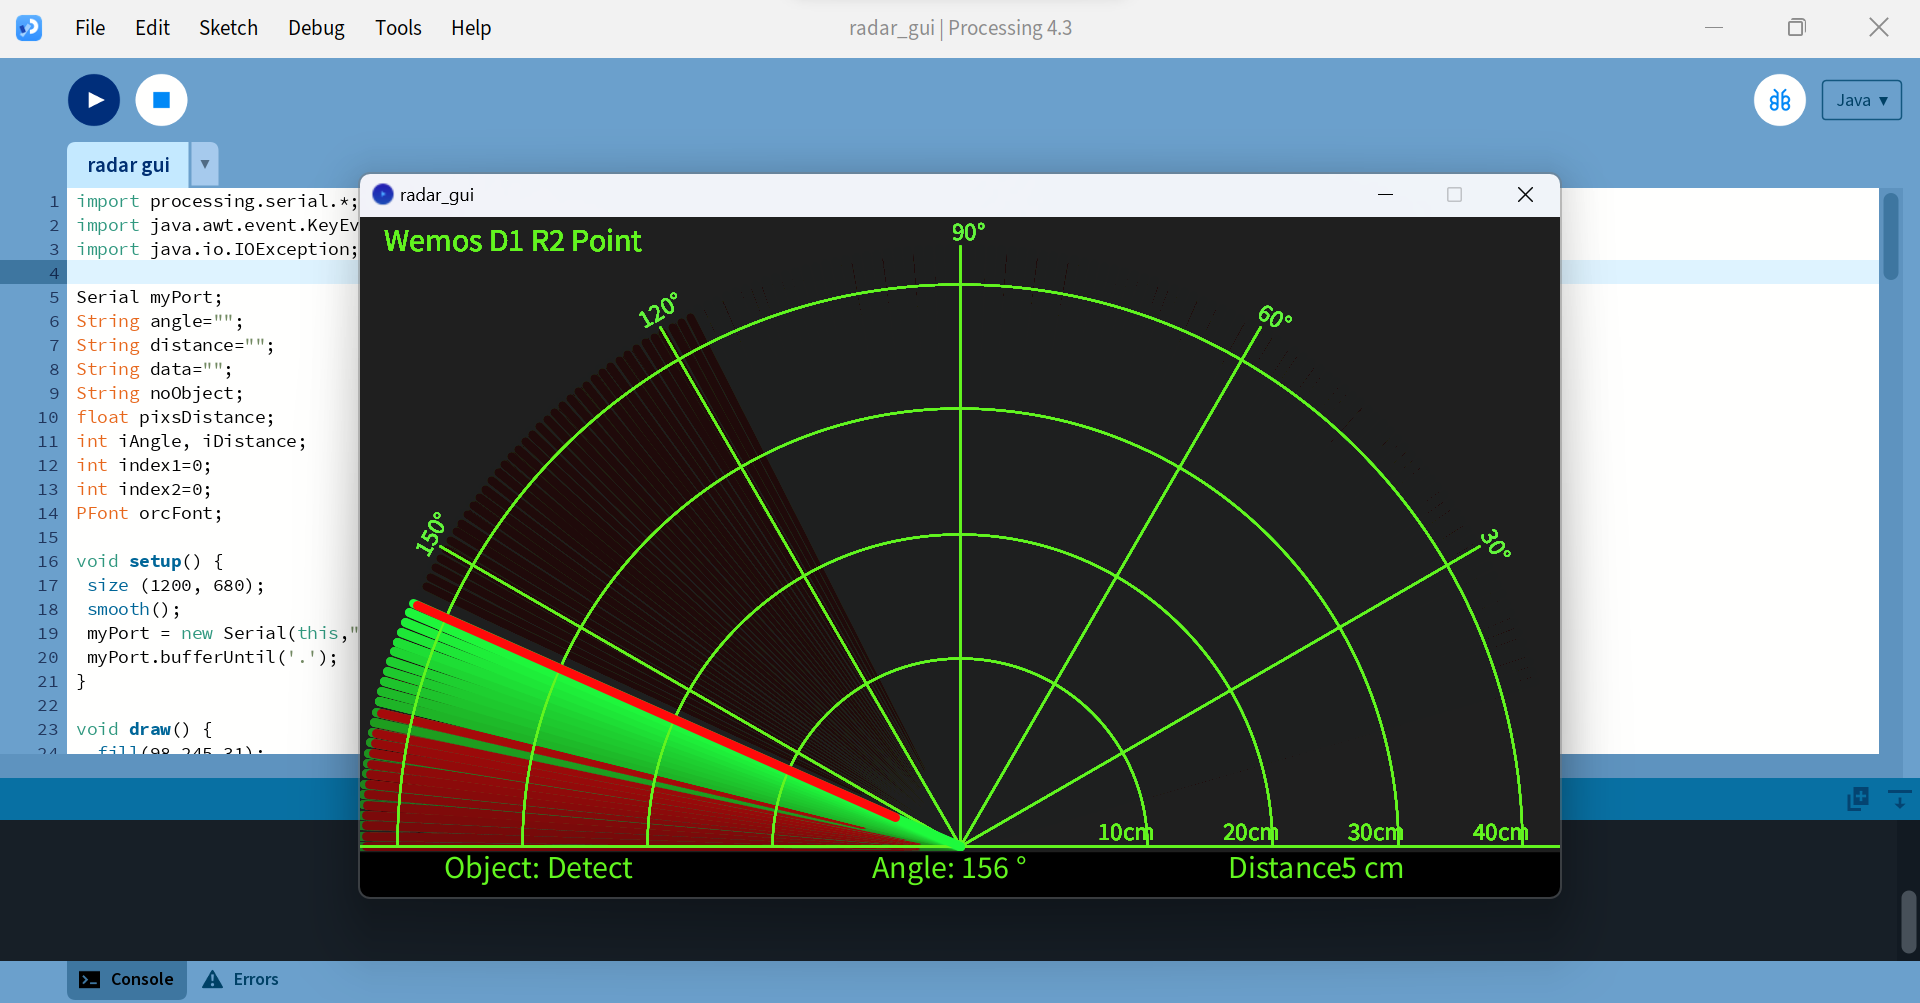 File Edit Sketch Debug Tools Help
radar_gui | Processing 4.3
Java ▾
radar gui ▾
1 import processing.serial.*;
2 import java.awt.event.KeyEv
3 import java.io.IOException;
4
5 Serial myPort;
6 String angle="";
7 String distance="";
8 String data="";
9 String noObject;
10 float pixsDistance;
11 int iAngle, iDistance;
12 int index1=0;
13 int index2=0;
14 PFont orcFont;
15
16 void setup() {
17 size (1200, 680);
18 smooth();
19 myPort = new Serial(this,"
20 myPort.bufferUntil('.');
21 }
22
23 void draw() {
24 fill(98,245,31);
radar_gui
Wemos D1 R2 Point
90°
120°
60°
150°
30°
10cm 20cm 30cm 40cm
Object: Detect Angle: 156 ° Distance5 cm
Console Errors